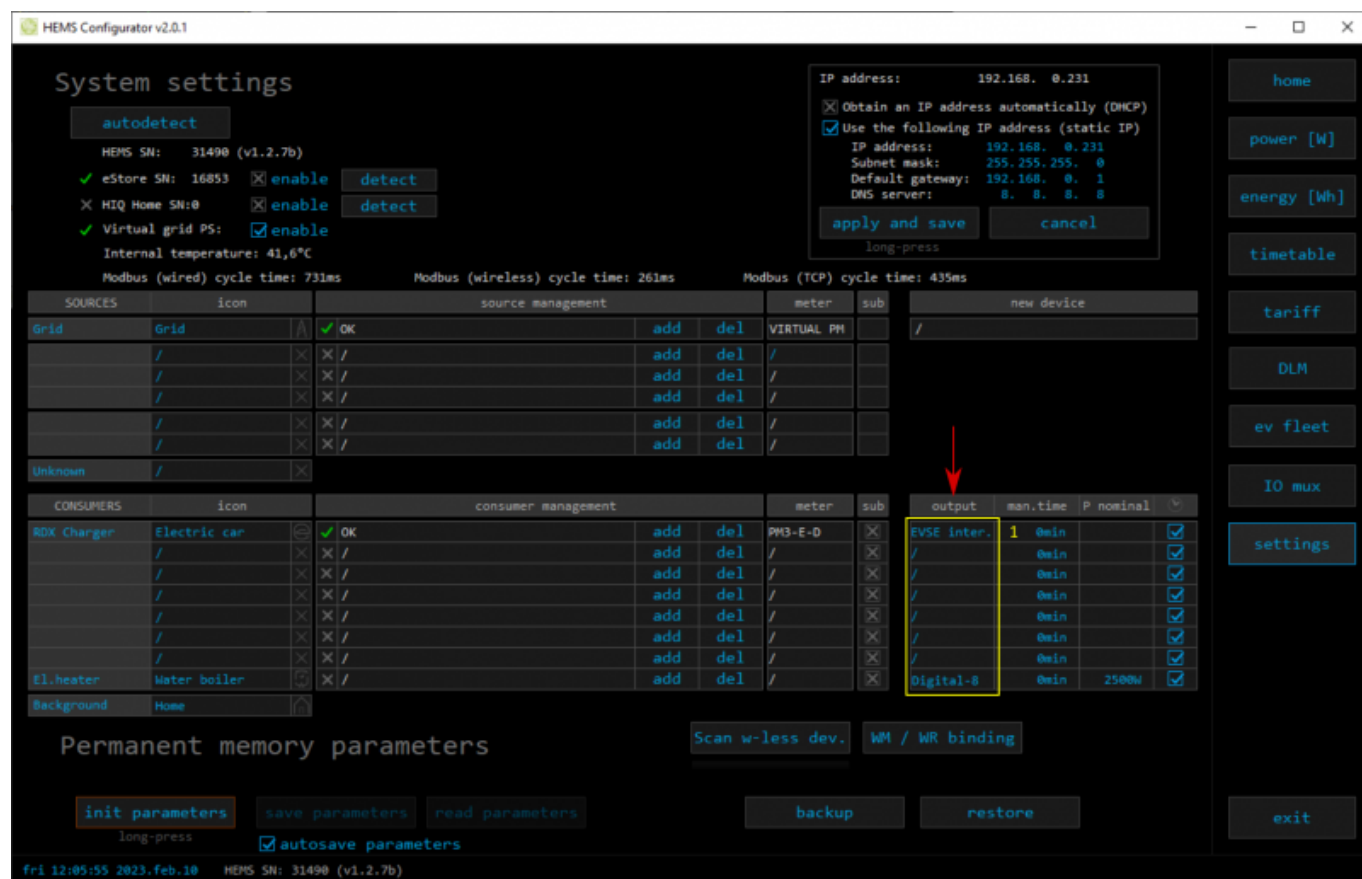 HEMS Configurator v2.0.1
System settings
autodetect
HEMS SN: 31490 (v1.2.7b)
eStore SN: 16853 enable detect
HIQ Home SN:0 enable detect
Virtual grid PS: enable
Internal temperature: 41,6°C
Modbus (wired) cycle time: 731ms Modbus (wireless) cycle time: 261ms Modbus (TCP) cycle time: 435ms
IP address: 192.168. 0.231
Obtain an IP address automatically (DHCP)
Use the following IP address (static IP)
IP address: 192.168. 0.231
Subnet mask: 255.255.255. 0
Default gateway: 192.168. 0. 1
DNS server: 8. 8. 8. 8
apply and save cancel
long-press
SOURCES icon source management meter sub new device
Grid Grid OK add del VIRTUAL PM /
/ / add del /
/ / add del /
/ / add del /
/ / add del /
/ / add del /
Unknown /
CONSUMERS icon consumer management meter sub output man.time P nominal
RDX Charger Electric car OK add del PM3-E-D EVSE inter. 1 0min
/ / add del / / 0min
/ / add del / / 0min
/ / add del / / 0min
/ / add del / / 0min
/ / add del / / 0min
/ / add del / / 0min
El.heater Water boiler / add del / Digital-8 0min 2500W
Background Home
Permanent memory parameters
Scan w-less dev. WM / WR binding
init parameters save parameters read parameters backup restore
long-press
autosave parameters
fri 12:05:55 2023.feb.10 HEMS SN: 31490 (v1.2.7b)
home
power [W]
energy [Wh]
timetable
tariff
DLM
ev fleet
IO mux
settings
exit